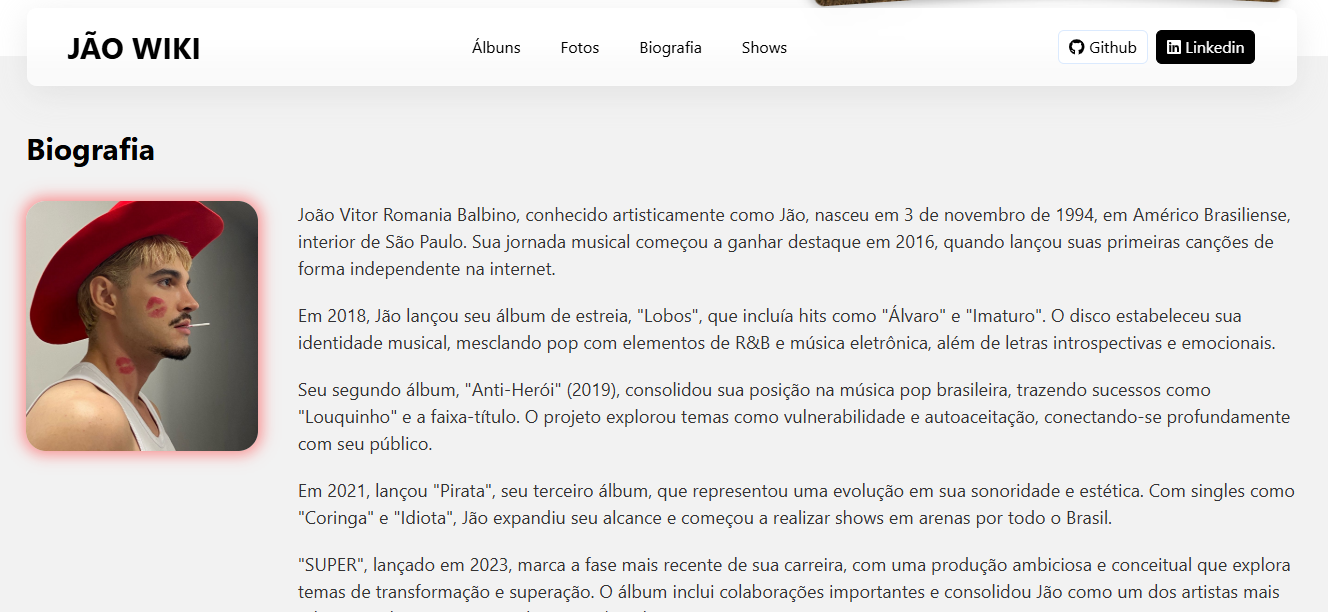 JÃO WIKI
Álbuns
Fotos
Biografia
Shows
Github
Linkedin
Biografia
João Vitor Romania Balbino, conhecido artisticamente como Jão, nasceu em 3 de novembro de 1994, em Américo Brasiliense,
interior de São Paulo. Sua jornada musical começou a ganhar destaque em 2016, quando lançou suas primeiras canções de
forma independente na internet.
Em 2018, Jão lançou seu álbum de estreia, "Lobos", que incluía hits como "Álvaro" e "Imaturo". O disco estabeleceu sua
identidade musical, mesclando pop com elementos de R&B e música eletrônica, além de letras introspectivas e emocionais.
Seu segundo álbum, "Anti-Herói" (2019), consolidou sua posição na música pop brasileira, trazendo sucessos como
"Louquinho" e a faixa-título. O projeto explorou temas como vulnerabilidade e autoaceitação, conectando-se profundamente
com seu público.
Em 2021, lançou "Pirata", seu terceiro álbum, que representou uma evolução em sua sonoridade e estética. Com singles como
"Coringa" e "Idiota", Jão expandiu seu alcance e começou a realizar shows em arenas por todo o Brasil.
"SUPER", lançado em 2023, marca a fase mais recente de sua carreira, com uma produção ambiciosa e conceitual que explora
temas de transformação e superação. O álbum inclui colaborações importantes e consolidou Jão como um dos artistas mais